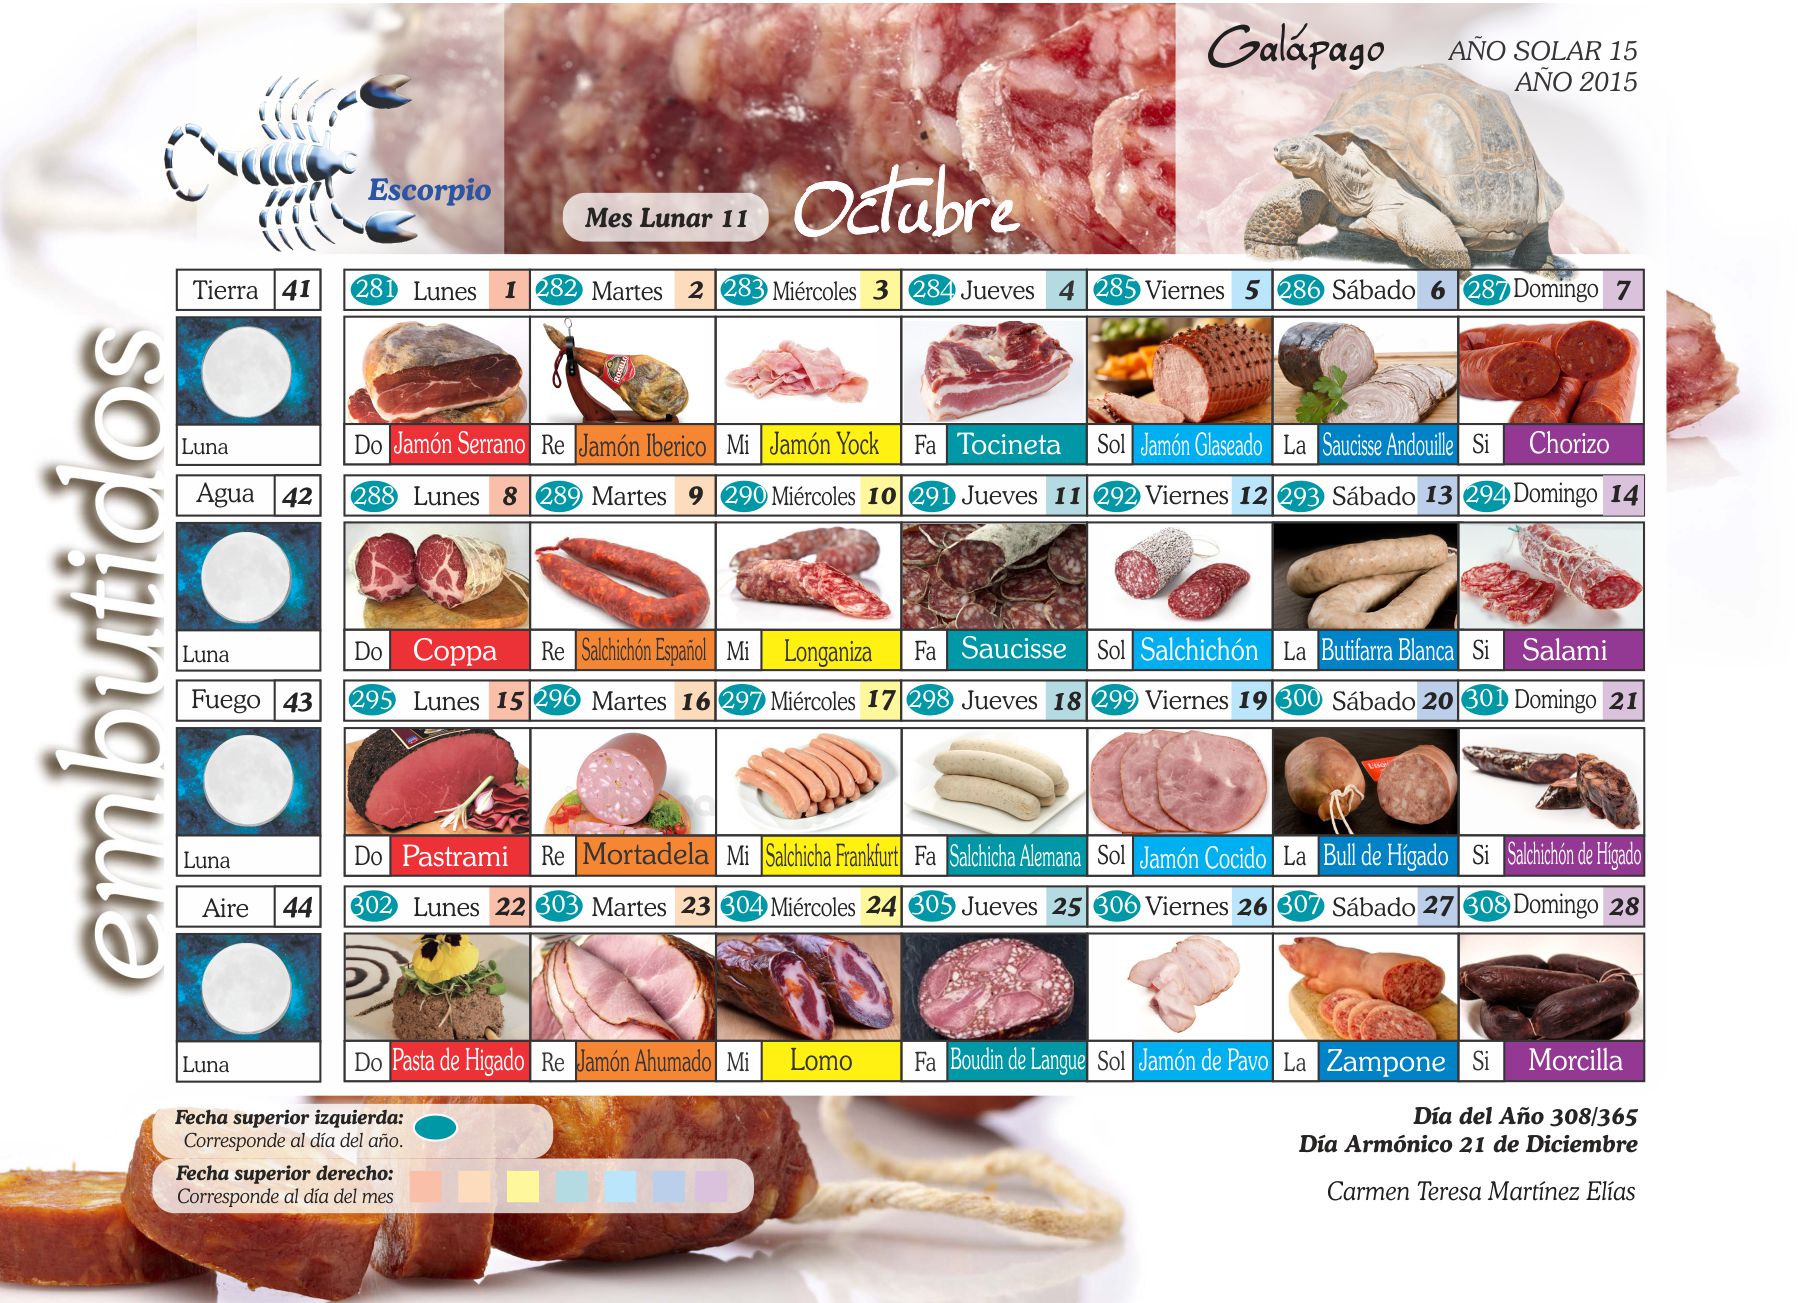 Galápago
AÑO SOLAR 15
AÑO 2015
Escorpio
Mes Lunar 11
Octubre
embutidos
Tierra 41 281 Lunes 1 282 Martes 2 283 Miércoles 3 284 Jueves 4 285 Viernes 5 286 Sábado 6 287 Domingo 7
Luna Do Jamón Serrano Re Jamón Iberico Mi Jamón Yock Fa Tocineta Sol Jamón Glaseado La Saucisse Andouille Si Chorizo
Agua 42 288 Lunes 8 289 Martes 9 290 Miércoles 10 291 Jueves 11 292 Viernes 12 293 Sábado 13 294 Domingo 14
Luna Do Coppa Re Salchichón Español Mi Longaniza Fa Saucisse Sol Salchichón La Butifarra Blanca Si Salami
Fuego 43 295 Lunes 15 296 Martes 16 297 Miércoles 17 298 Jueves 18 299 Viernes 19 300 Sábado 20 301 Domingo 21
Luna Do Pastrami Re Mortadela Mi Salchicha Frankfurt Fa Salchicha Alemana Sol Jamón Cocido La Bull de Hígado Si Salchichón de Hígado
Aire 44 302 Lunes 22 303 Martes 23 304 Miércoles 24 305 Jueves 25 306 Viernes 26 307 Sábado 27 308 Domingo 28
Luna Do Pasta de Higado Re Jamón Ahumado Mi Lomo Fa Boudin de Langue Sol Jamón de Pavo La Zampone Si Morcilla
Fecha superior izquierda:
Corresponde al día del año.
Fecha superior derecho:
Corresponde al día del mes
Día del Año 308/365
Día Armónico 21 de Diciembre
Carmen Teresa Martínez Elías